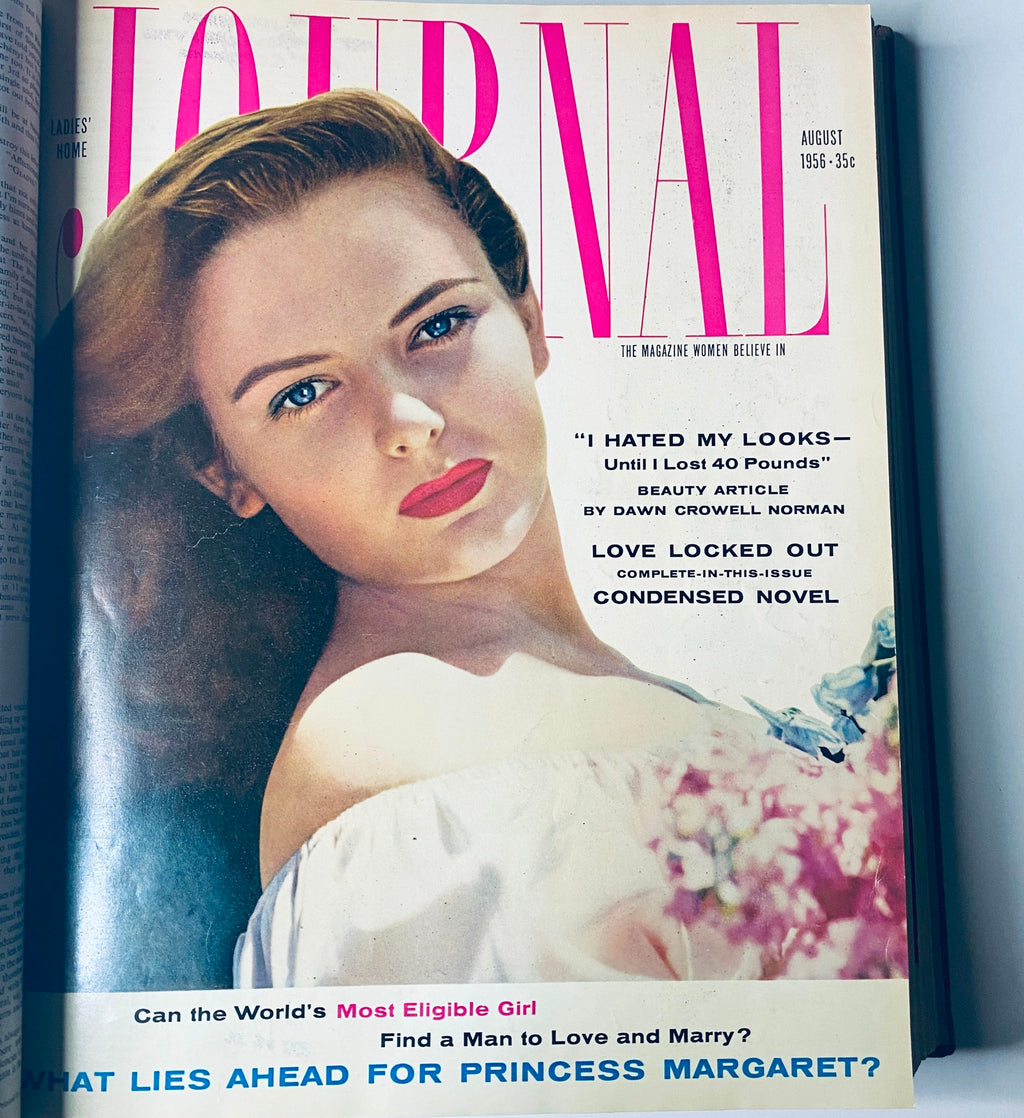 JOURNAL
LADIES'
HOME
AUGUST
1956 · 35c
THE MAGAZINE WOMEN BELIEVE IN
“I HATED MY LOOKS—
Until I Lost 40 Pounds”
BEAUTY ARTICLE
BY DAWN CROWELL NORMAN
LOVE LOCKED OUT
COMPLETE-IN-THIS-ISSUE
CONDENSED NOVEL
Can the World's Most Eligible Girl
Find a Man to Love and Marry?
WHAT LIES AHEAD FOR PRINCESS MARGARET?